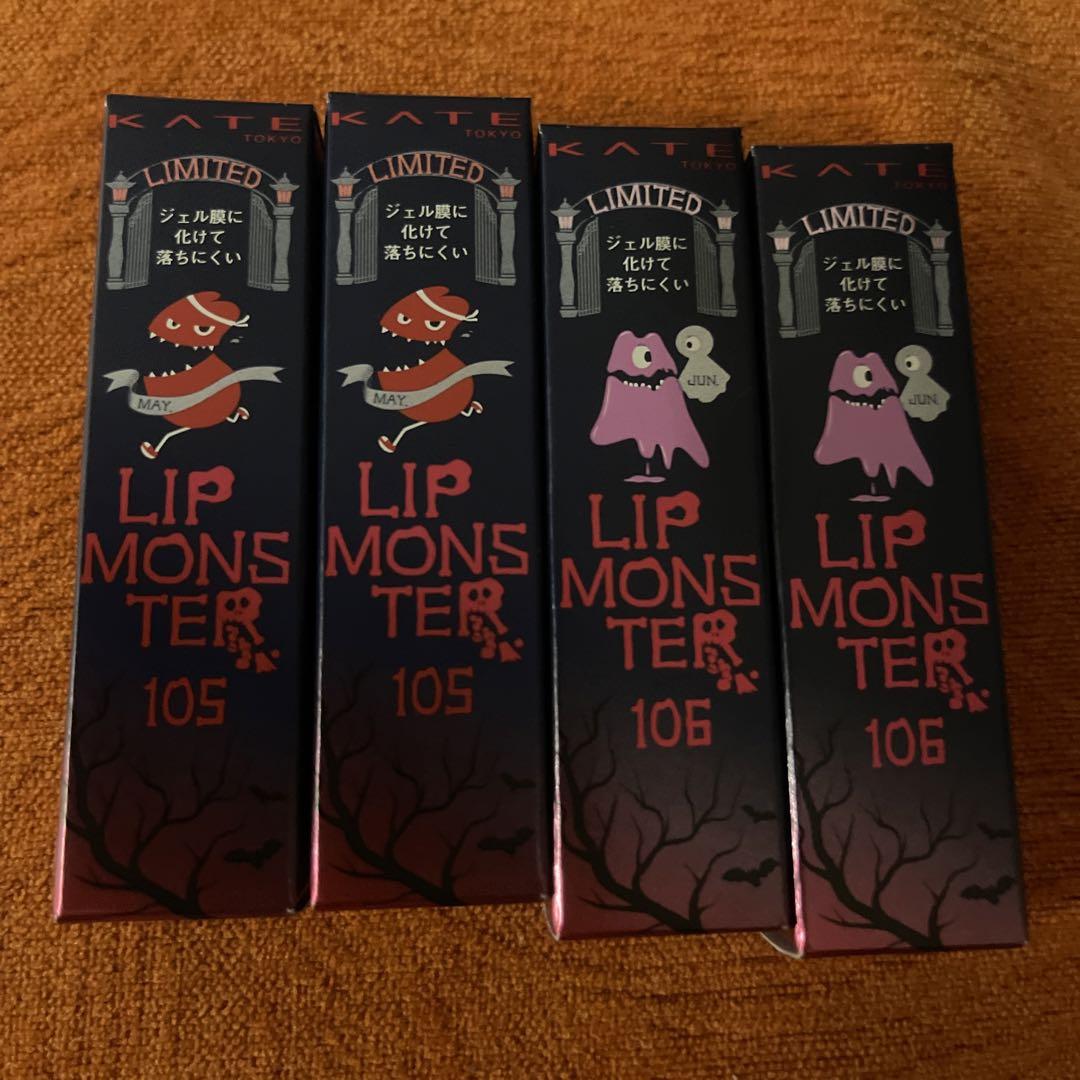 KATE
TOKYO
LIMITED
ジェル膜に
化けて
落ちにくい
MAY.
LIP
MONS
TER
105
KATE
TOKYO
LIMITED
ジェル膜に
化けて
落ちにくい
MAY.
LIP
MONS
TER
105
KATE
TOKYO
LIMITED
ジェル膜に
化けて
落ちにくい
JUN.
LIP
MONS
TER
106
KATE
TOKYO
LIMITED
ジェル膜に
化けて
落ちにくい
JUN.
LIP
MONS
TER
106